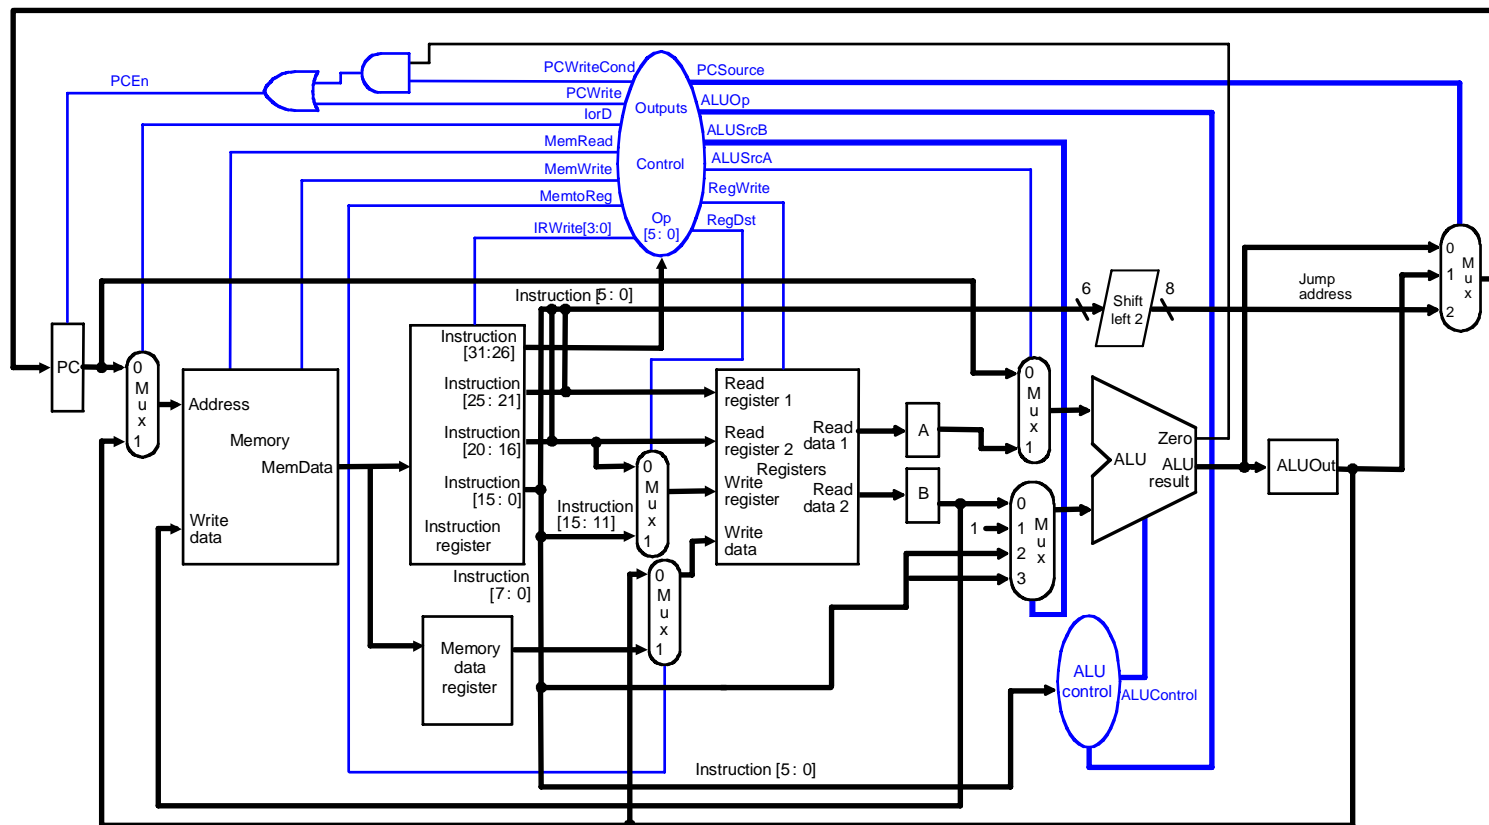 PCWriteCond
PCSource
PCEn
PCWrite
ALUOp
IorD
Outputs
ALUSrcB
MemRead
ALUSrcA
MemWrite
Control
RegWrite
MemtoReg
RegDst
IRWrite[3:0]
Op
[5:0]
Instruction [5:0]
6
8
Shift
left 2
Jump
address
0
1
2
M
u
x
PC
0
M
u
x
1
Address
Memory
MemData
Write
data
Instruction
[31:26]
Instruction
[25:21]
Instruction
[20:16]
Instruction
[15:0]
Instruction
register
Instruction
[15:11]
Instruction
[7:0]
0
M
u
x
1
Read
register 1
Read
register 2
Write
register
Write
data
Registers
Read
data 1
Read
data 2
A
B
0
M
u
x
1
0
1
2
3
M
u
x
1
Zero
ALU
ALU
result
ALUOut
0
M
u
x
1
Memory
data
register
ALU
control
ALUControl
Instruction [5:0]